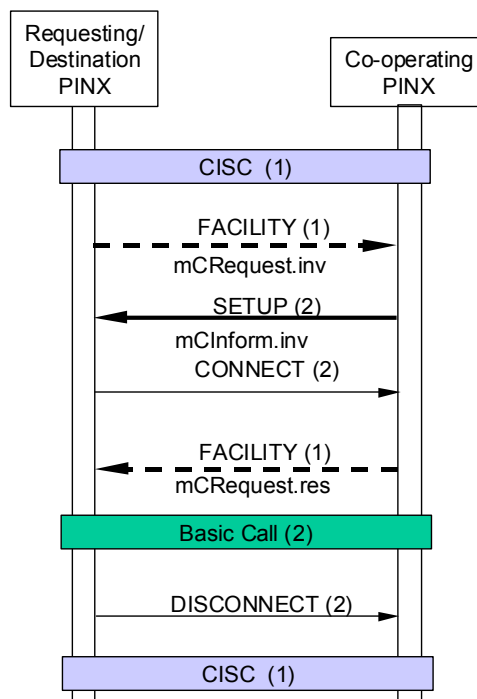 Requesting/
Destination
PINX
Co-operating
PINX
CISC (1)
FACILITY (1)
mCRequest.inv
SETUP (2)
mCInform.inv
CONNECT (2)
FACILITY (1)
mCRequest.res
Basic Call (2)
DISCONNECT (2)
CISC (1)